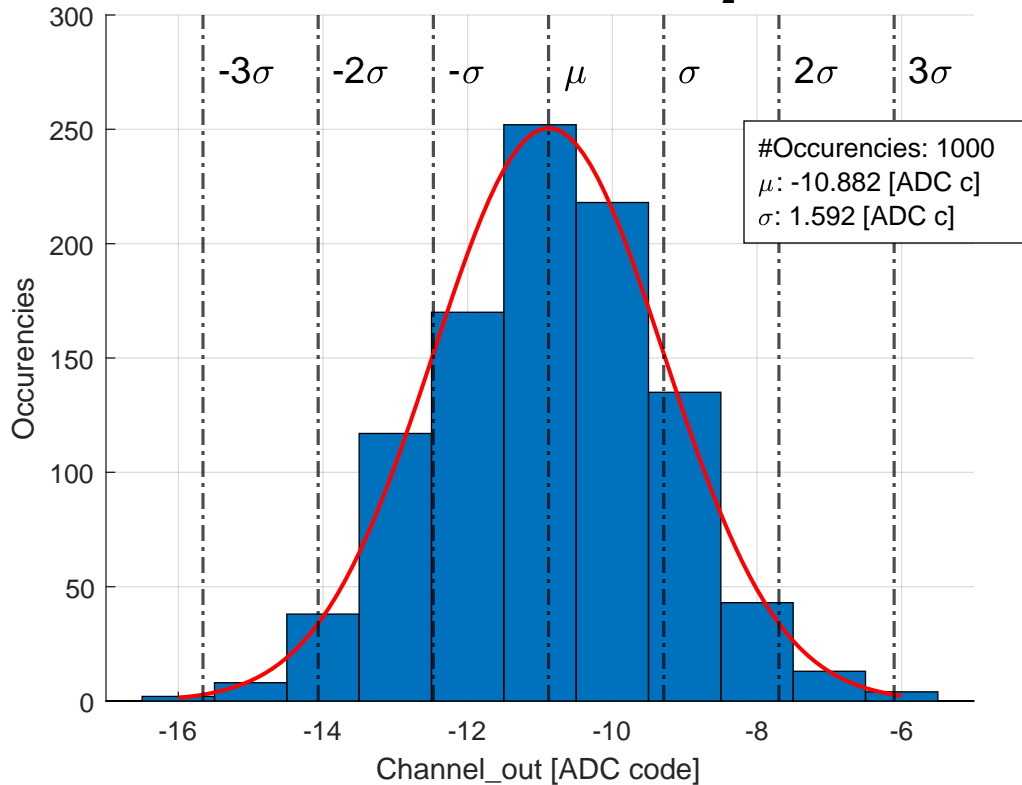 300
-3σ -2σ -σ μ σ 2σ 3σ
250
#Occurencies: 1000
μ: -10.882 [ADC c]
σ: 1.592 [ADC c]
200
150
100
50
0
Occurencies
-16 -14 -12 -10 -8 -6
Channel_out [ADC code]